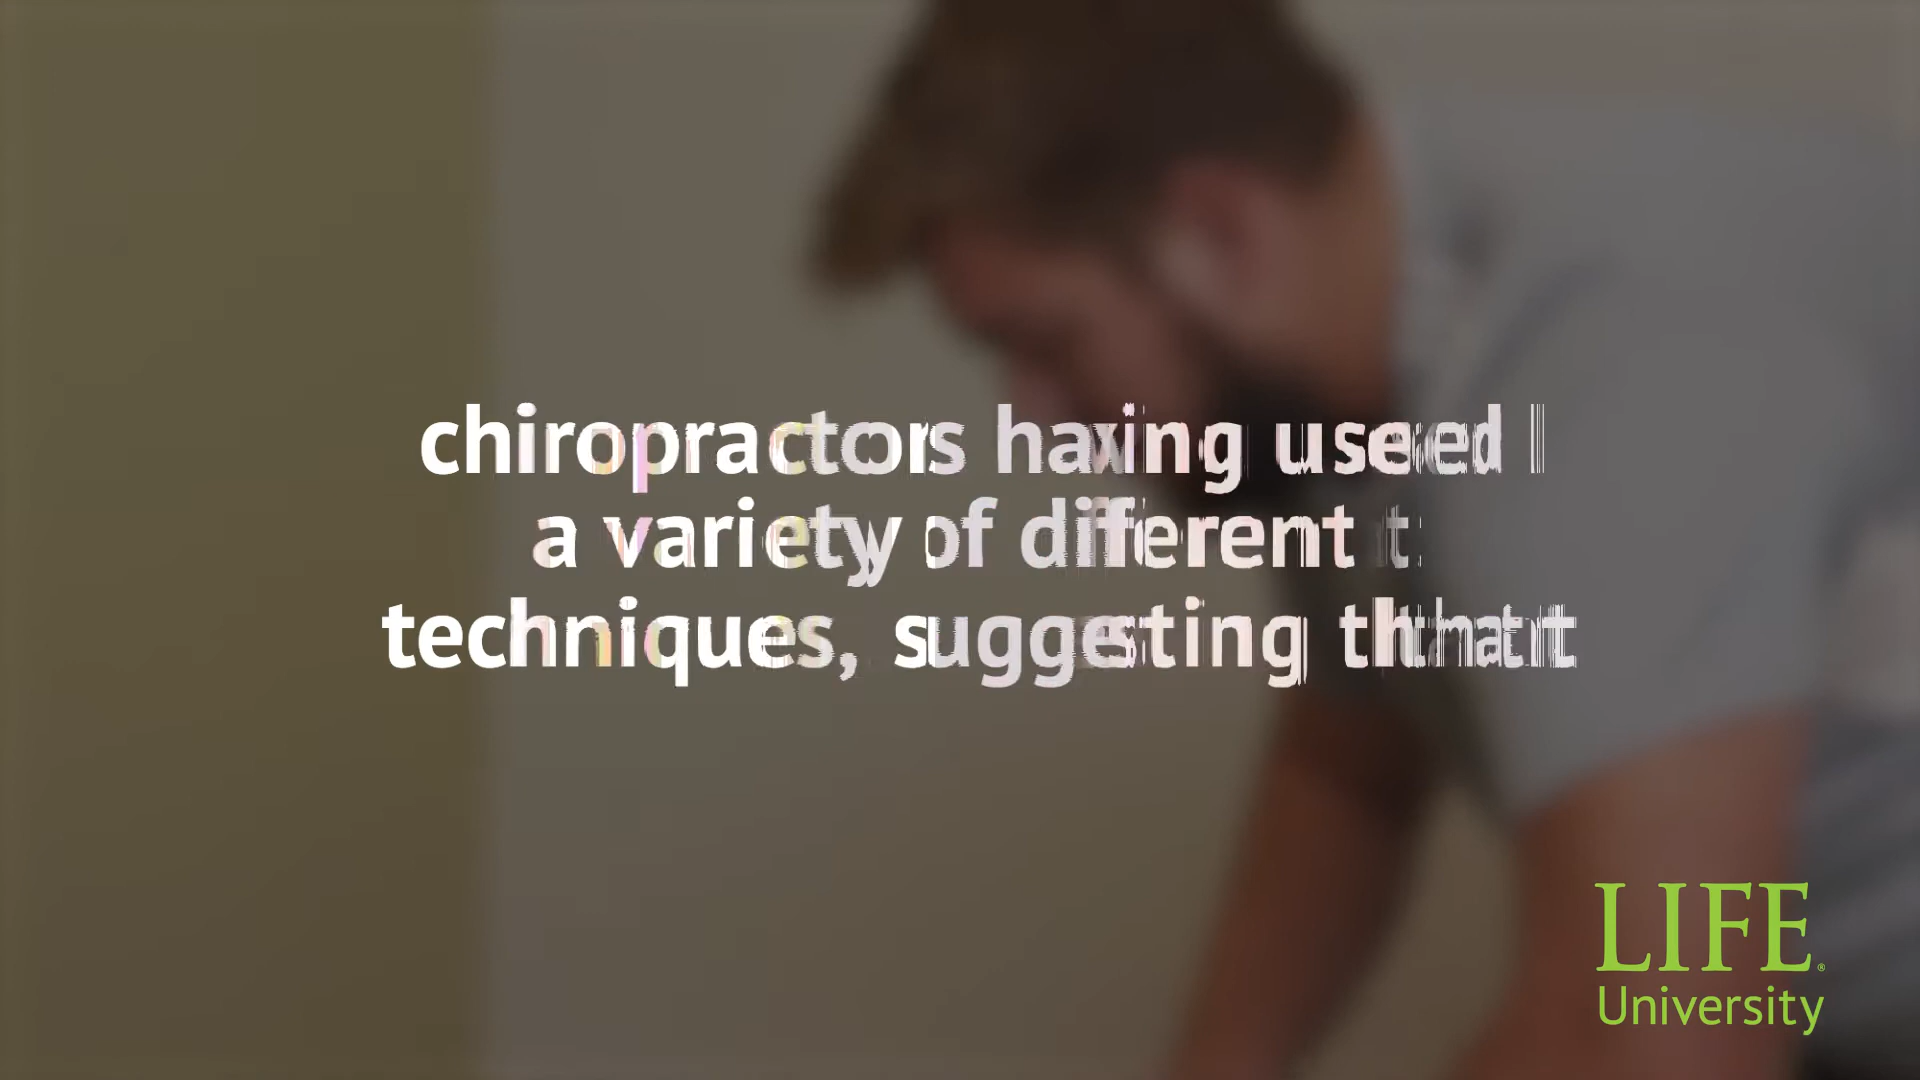 chiropractors having used
a variety of different
techniques, suggesting that
LIFE
University